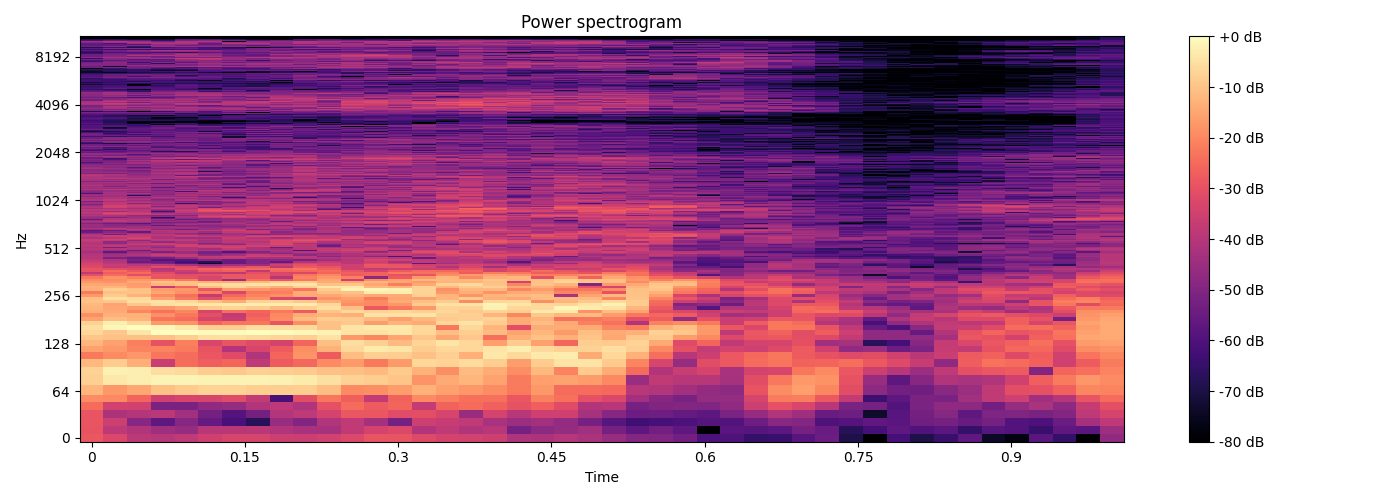 Power spectrogram
Hz
8192
4096
2048
1024
512
256
128
64
0
0 0.15 0.3 0.45 0.6 0.75 0.9
Time
+0 dB
-10 dB
-20 dB
-30 dB
-40 dB
-50 dB
-60 dB
-70 dB
-80 dB